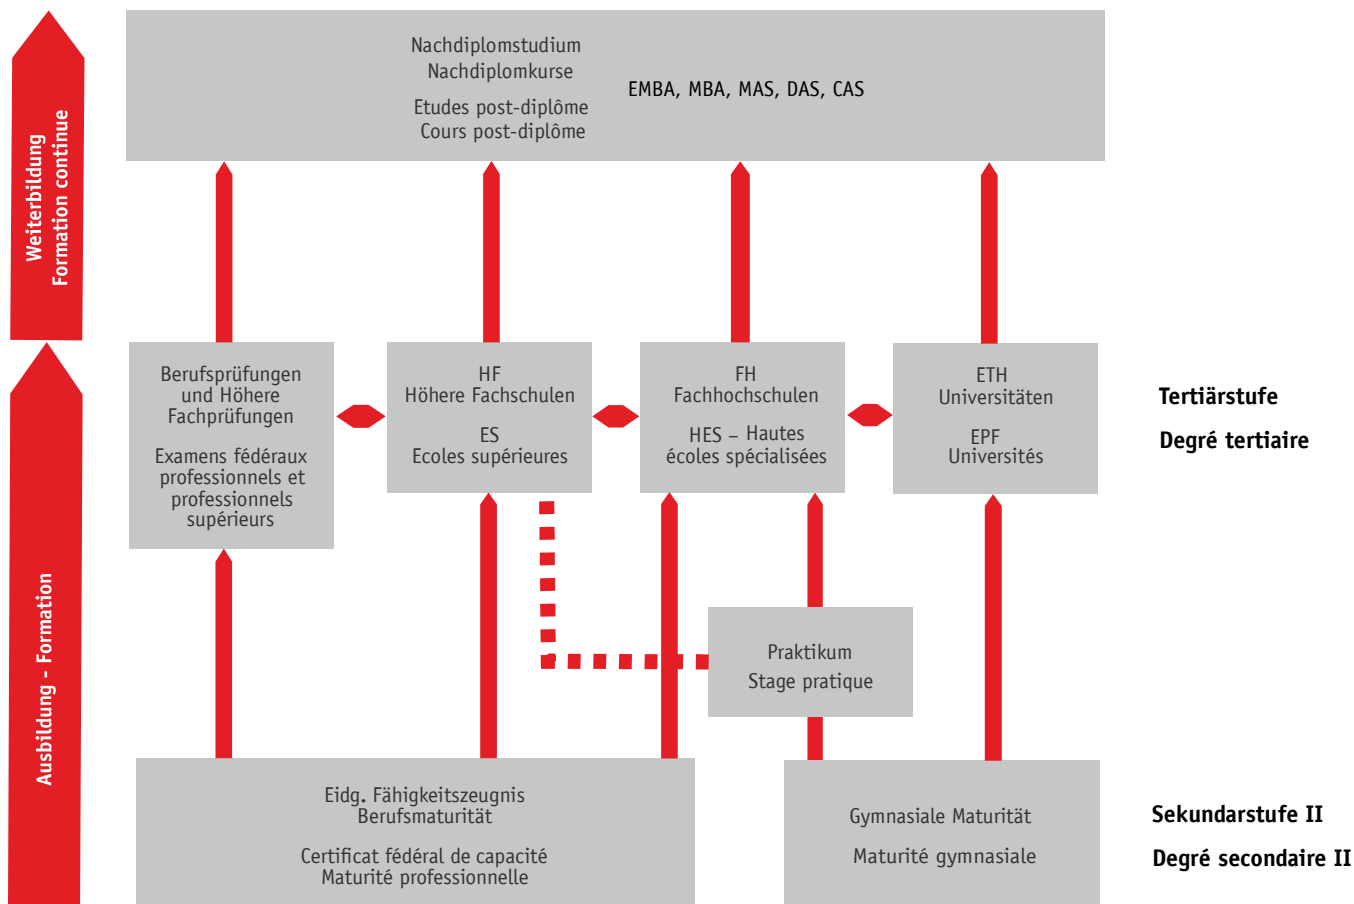 Nachdiplomstudium
Nachdiplomkurse
Etudes post-diplôme
Cours post-diplôme
EMBA, MBA, MAS, DAS, CAS
Weiterbildung
Formation continue
Berufsprüfungen
und Höhere
Fachprüfungen
Examens fédéraux
professionnels et
professionnels
supérieurs
HF
Höhere Fachschulen
ES
Ecoles supérieures
FH
Fachhochschulen
HES – Hautes
écoles spécialisées
ETH
Universitäten
EPF
Universités
Tertiärstufe
Degré tertiaire
Ausbildung - Formation
Praktikum
Stage pratique
Eidg. Fähigkeitszeugnis
Berufsmaturität
Certificat fédéral de capacité
Maturité professionnelle
Gymnasiale Maturität
Maturité gymnasiale
Sekundarstufe II
Degré secondaire II